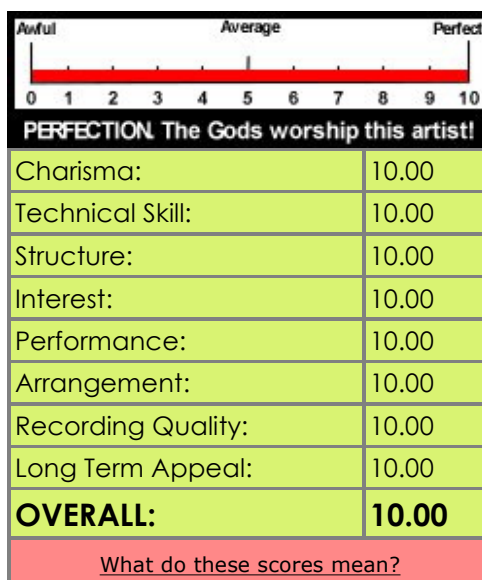 Awful Average Perfect
0 1 2 3 4 5 6 7 8 9 10
PERFECTION. The Gods worship this artist!
Charisma: 10.00
Technical Skill: 10.00
Structure: 10.00
Interest: 10.00
Performance: 10.00
Arrangement: 10.00
Recording Quality: 10.00
Long Term Appeal: 10.00
OVERALL: 10.00
What do these scores mean?